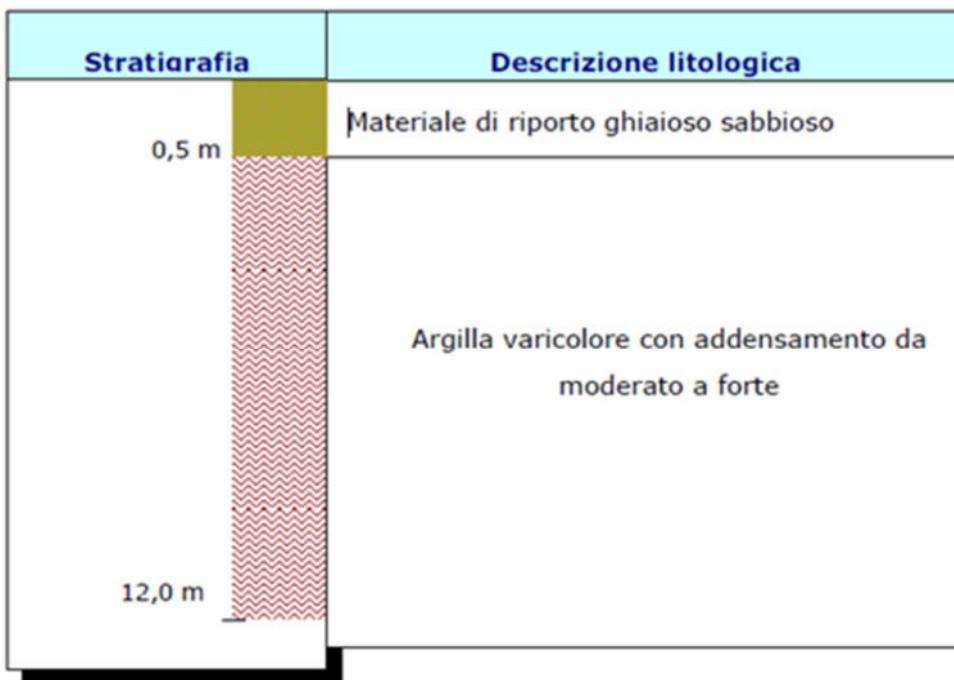 Stratigrafia
Descrizione litologica
Materiale di riporto ghiaioso sabbioso
0,5 m
Argilla varicolore con addensamento da
moderato a forte
12,0 m